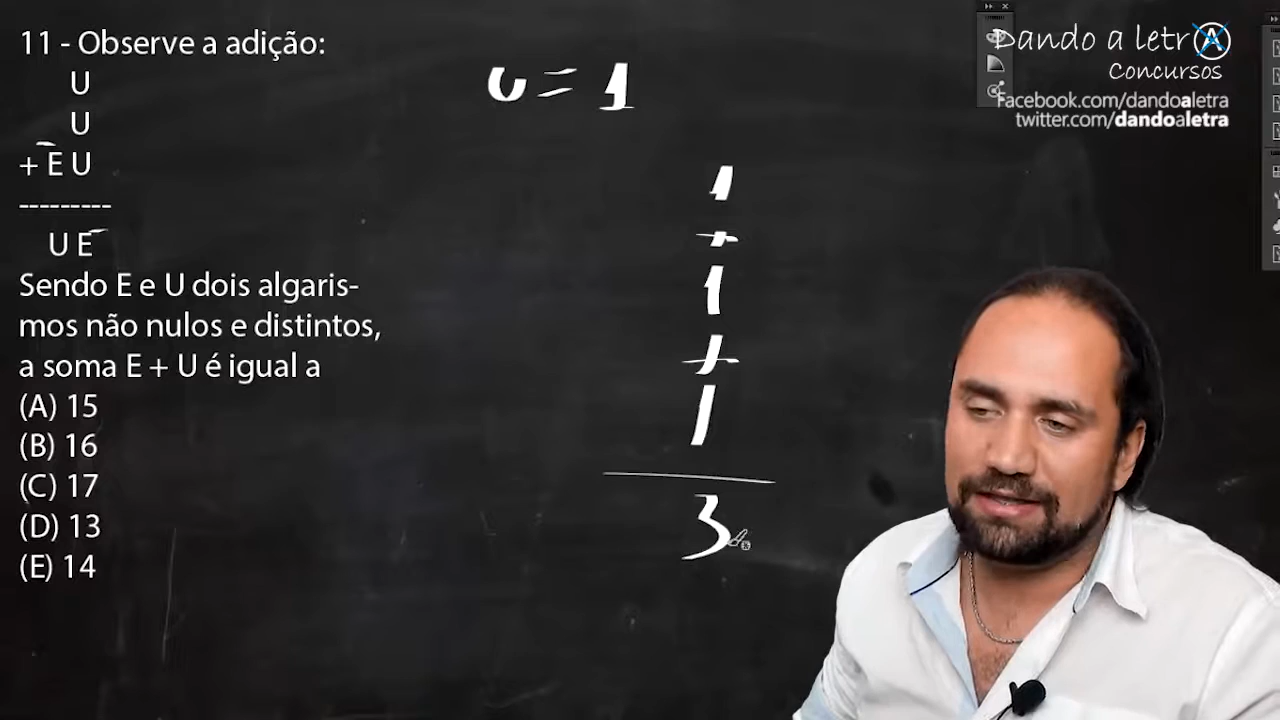 11 - Observe a adição:
U
U
+ E U
---------
U E
Sendo E e U dois algaris-
mos não nulos e distintos,
a soma E + U é igual a
(A) 15
(B) 16
(C) 17
(D) 13
(E) 14
U = 1
1
+
1
+
1
3
Dando a letrA
Concursos
Facebook.com/dandoaletra
twitter.com/dandoaletra